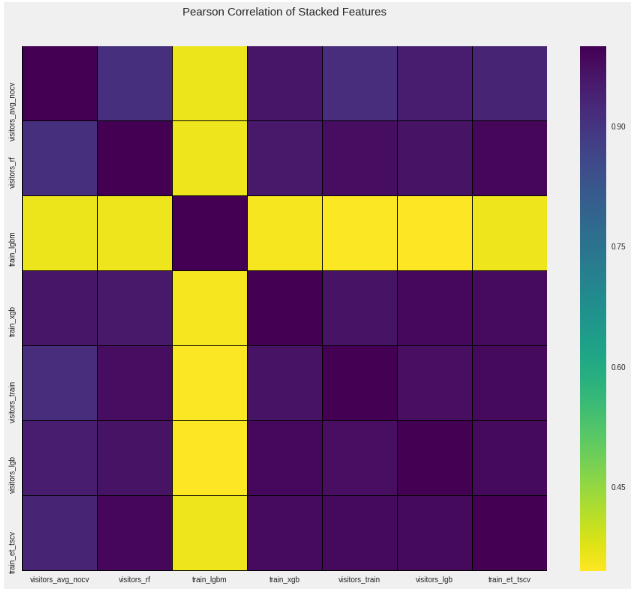 Pearson Correlation of Stacked Features
visitors_avg_nocv
visitors_rf
train_lgbm
train_xgb
visitors_train
visitors_lgb
train_et_tscv
visitors_avg_nocv visitors_rf train_lgbm train_xgb visitors_train visitors_lgb train_et_tscv
0.90
0.75
0.60
0.45